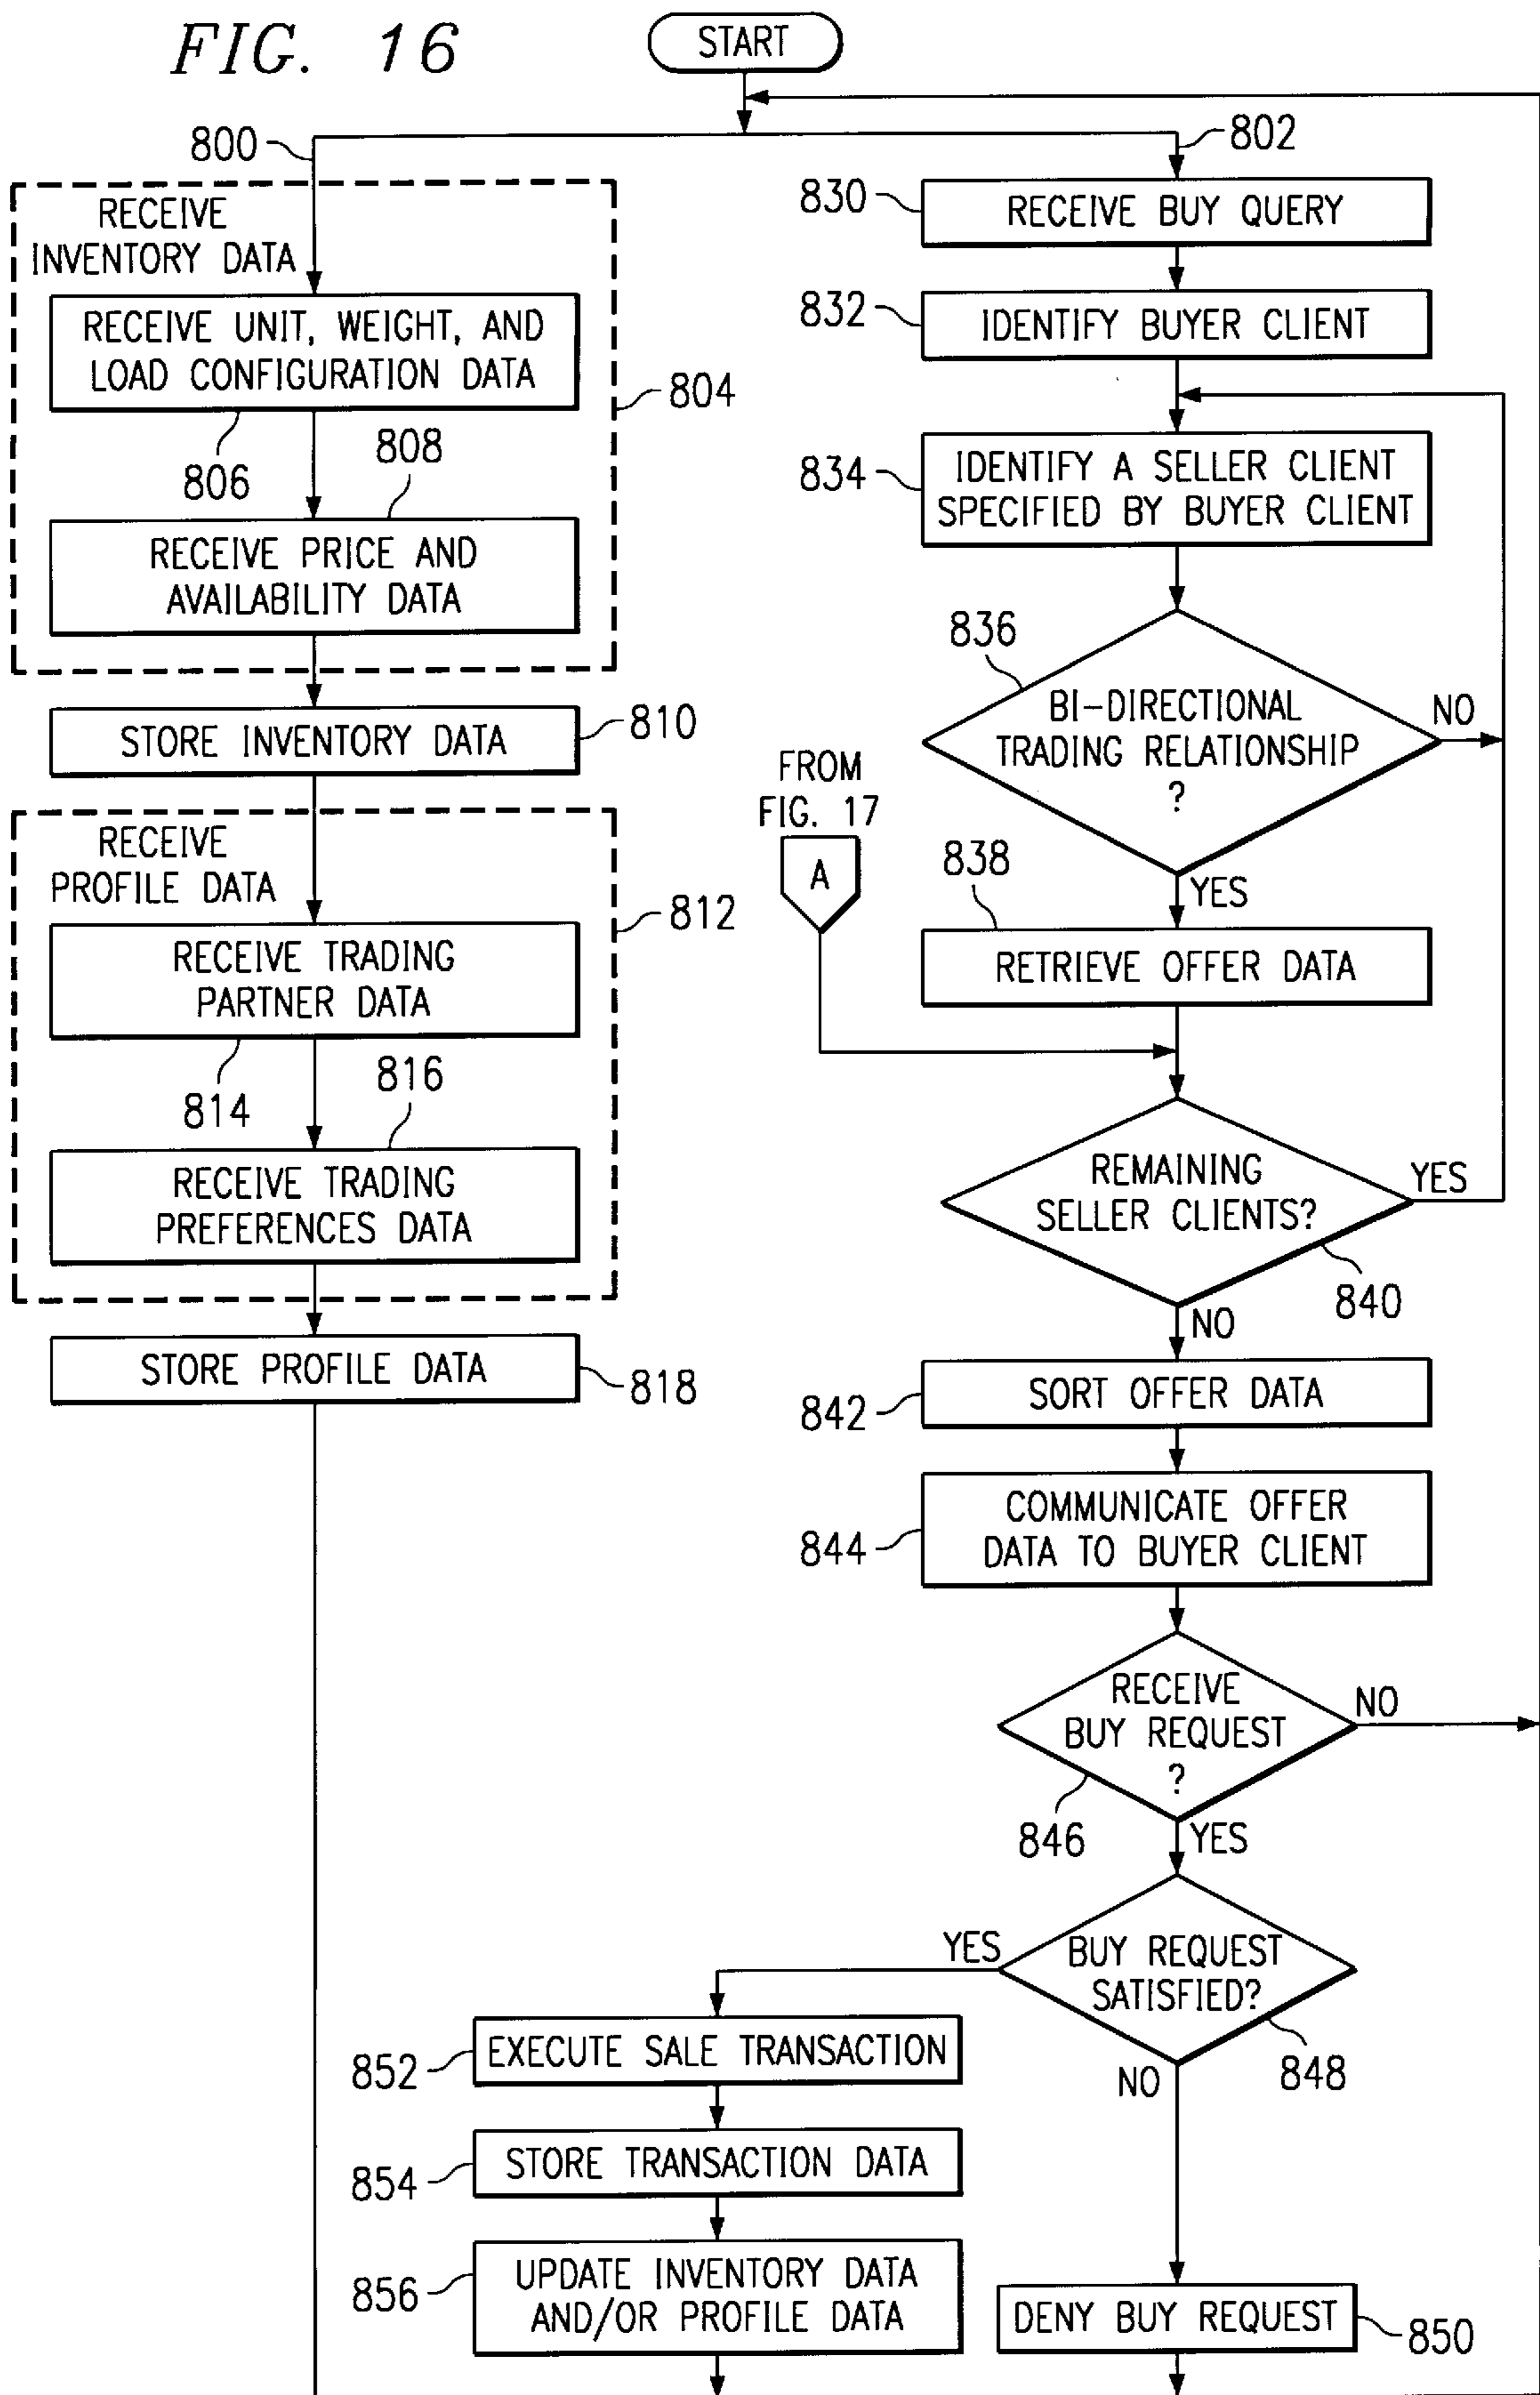 FIG. 16
START
800
802
RECEIVE
INVENTORY DATA
RECEIVE UNIT, WEIGHT, AND
LOAD CONFIGURATION DATA
804
806
808
RECEIVE PRICE AND
AVAILABILITY DATA
STORE INVENTORY DATA
810
RECEIVE
PROFILE DATA
812
RECEIVE TRADING
PARTNER DATA
814
816
RECEIVE TRADING
PREFERENCES DATA
STORE PROFILE DATA
818
830
RECEIVE BUY QUERY
832
IDENTIFY BUYER CLIENT
834
IDENTIFY A SELLER CLIENT
SPECIFIED BY BUYER CLIENT
836
BI-DIRECTIONAL
TRADING RELATIONSHIP
?
NO
YES
FROM
FIG. 17
A
838
RETRIEVE OFFER DATA
REMAINING
SELLER CLIENTS?
YES
840
NO
842
SORT OFFER DATA
844
COMMUNICATE OFFER
DATA TO BUYER CLIENT
RECEIVE
BUY REQUEST
?
NO
846
YES
YES
BUY REQUEST
SATISFIED?
848
NO
852
EXECUTE SALE TRANSACTION
854
STORE TRANSACTION DATA
856
UPDATE INVENTORY DATA
AND/OR PROFILE DATA
DENY BUY REQUEST
850